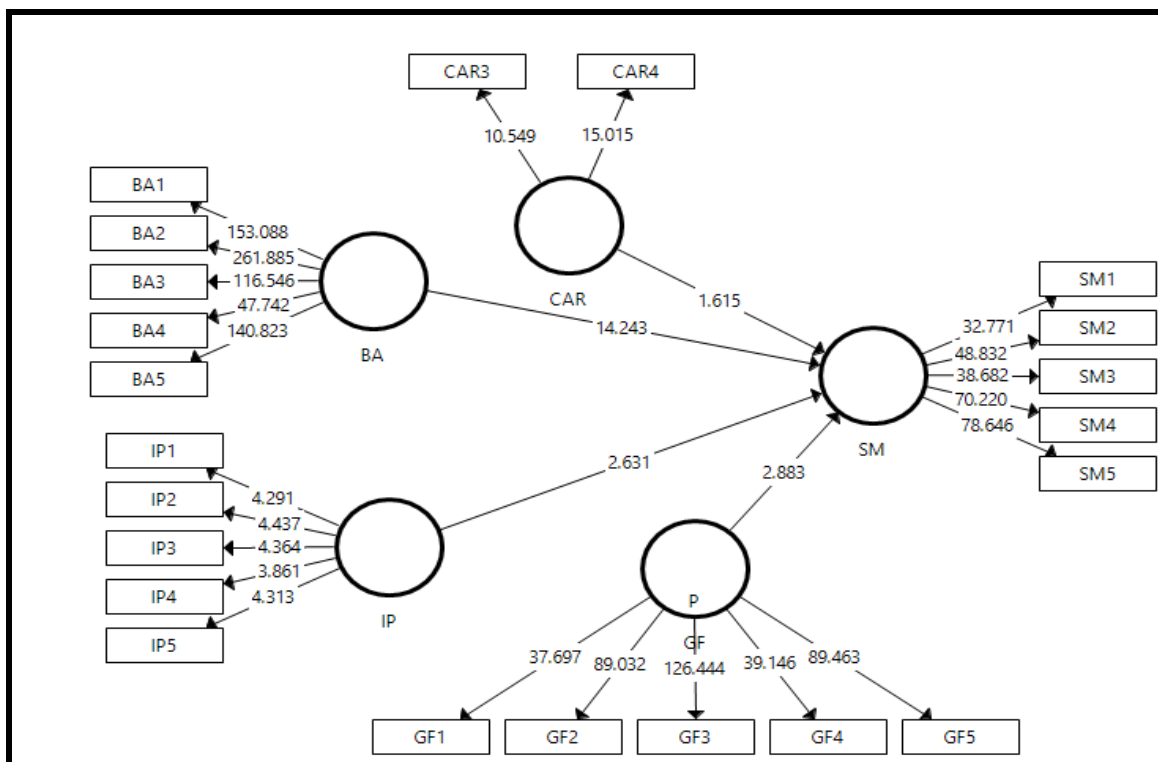 CAR3
CAR4
10.549
15.015
CAR
BA1
BA2
BA3
BA4
BA5
153.088
261.885
116.546
47.742
140.823
BA
1.615
14.243
SM1
SM2
SM3
SM4
SM5
32.771
48.832
38.682
70.220
78.646
SM
IP1
IP2
IP3
IP4
IP5
4.291
4.437
4.364
3.861
4.313
IP
2.631
2.883
P
GF
37.697
89.032
126.444
39.146
89.463
GF1
GF2
GF3
GF4
GF5